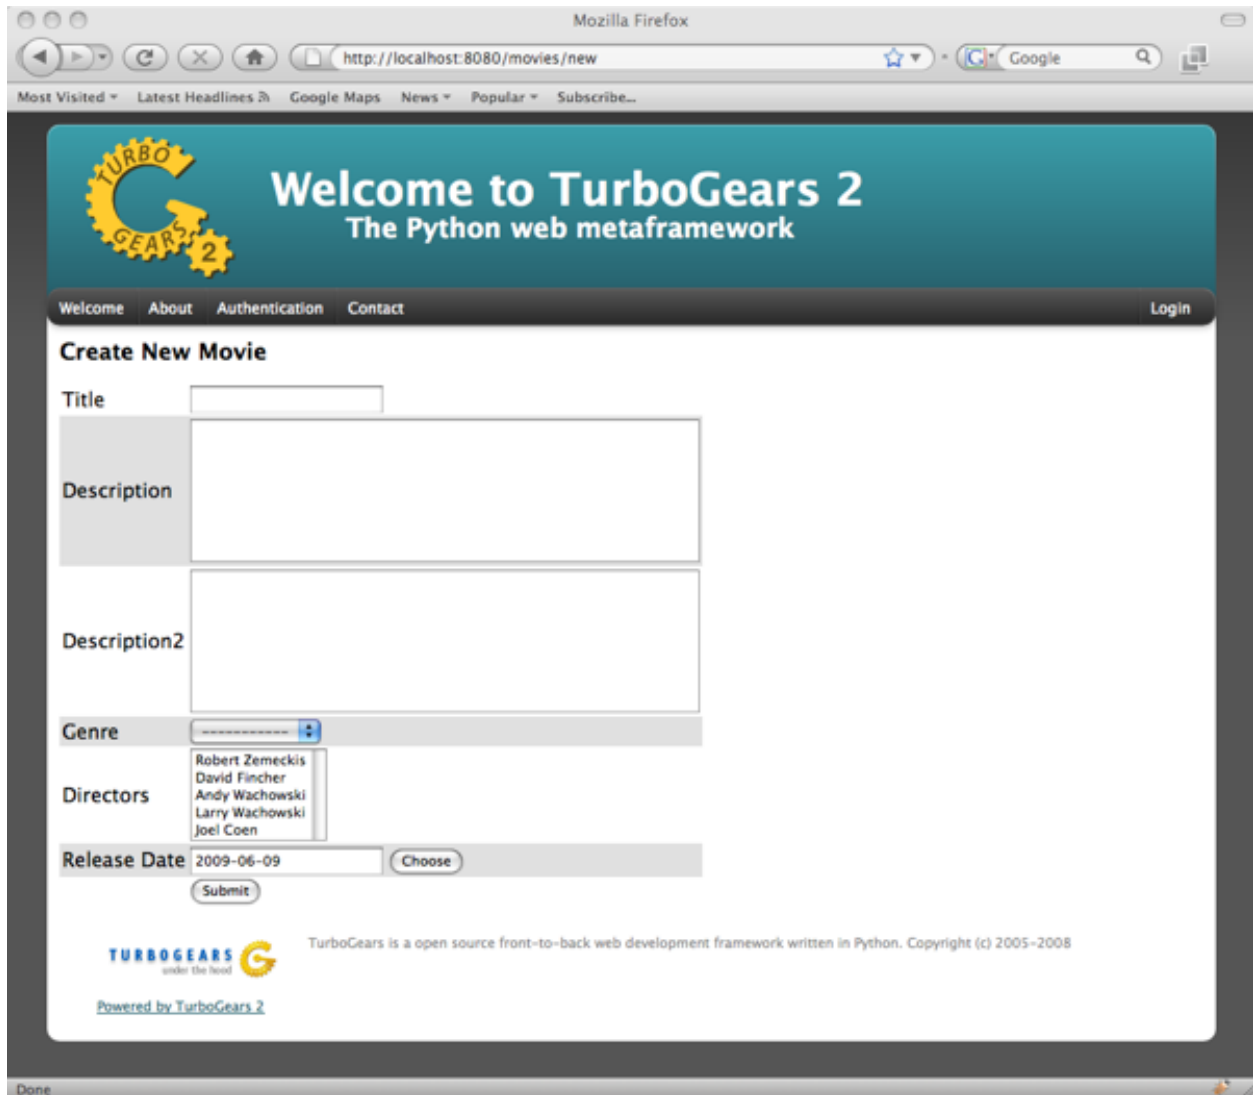 Mozilla Firefox
http://localhost:8080/movies/new
Google
Most Visited Latest Headlines Google Maps News Popular Subscribe...
TURBO GEARS 2
Welcome to TurboGears 2
The Python web metaframework
Welcome About Authentication Contact Login
Create New Movie
Title
Description
Description2
Genre -----------
Robert Zemeckis
David Fincher
Directors Andy Wachowski
Larry Wachowski
Joel Coen
Release Date 2009-06-09 Choose
Submit
TurboGears is a open source front-to-back web development framework written in Python. Copyright (c) 2005-2008
TURBOGEARS
under the hood
Powered by TurboGears 2
Done